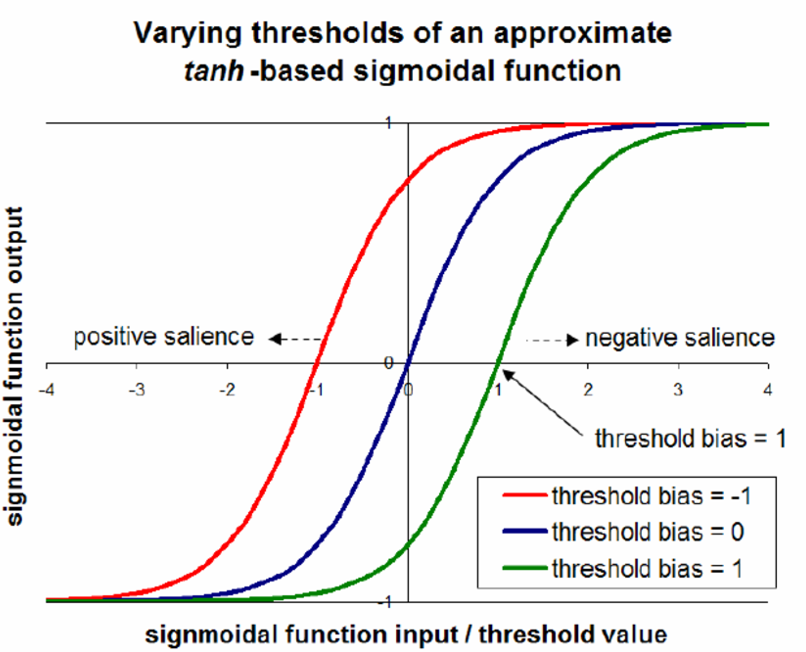 Varying thresholds of an approximate
tanh -based sigmoidal function
1
signmoidal function output
positive salience
negative salience
0
-4 -3 -2 -1 0 1 2 3 4
threshold bias = 1
threshold bias = -1
threshold bias = 0
threshold bias = 1
-1
signmoidal function input / threshold value